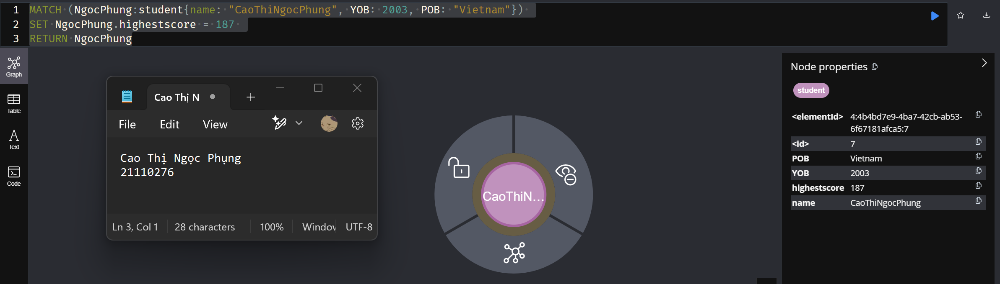 1 MATCH (NgocPhung:student{name: "CaoThiNgocPhung", YOB: 2003, POB: "Vietnam"})
2 SET NgocPhung.highestscore = 187
3 RETURN NgocPhung
Graph
Table
Text
Code
Cao Thị N
File Edit View
Cao Thị Ngọc Phụng
21110276
Ln 3, Col 1 28 characters 100% Window UTF-8
CaoThiN...
Node properties
student
<elementId> 4:4b4bd7e9-4ba7-42cb-ab53-
6f67181afca5:7
<id> 7
POB Vietnam
YOB 2003
highestscore 187
name CaoThiNgocPhung